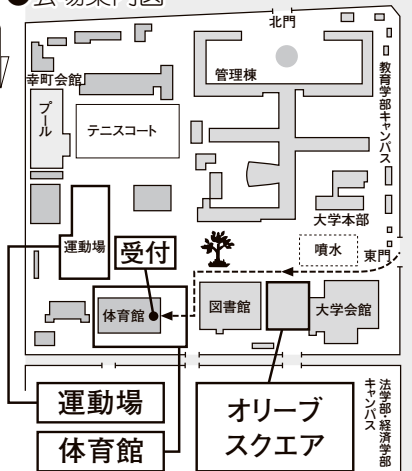 ●会場案内図
北門
幸町会館
管理棟
教育学部キャンパス
プール
テニスコート
大学本部
運動場
受付
噴水
東門
体育館
図書館
大学会館
運動場
体育館
オリーブ
スクエア
法学部・経済学部
キャンパス